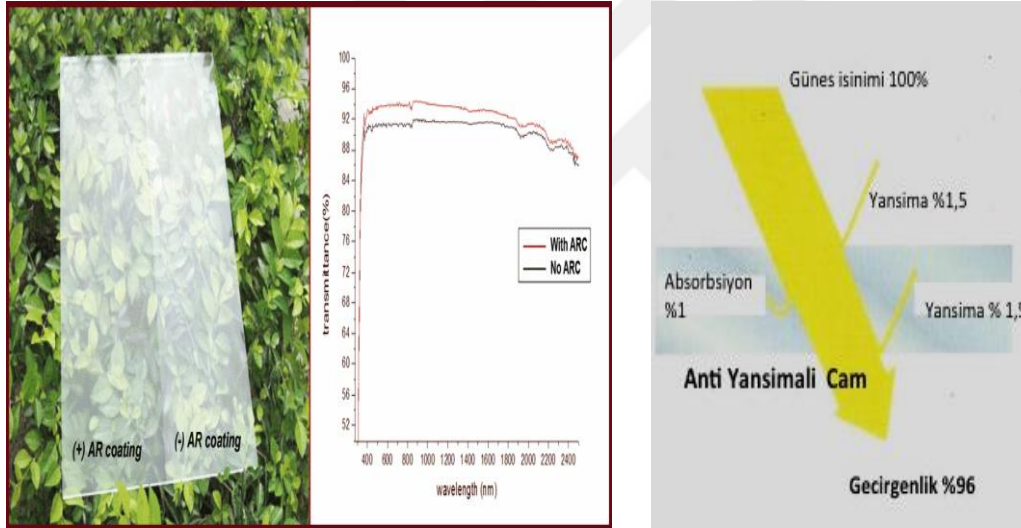 (+) AR coating
(-) AR coating
transmittance(%)
100
96
92
88
84
80
76
72
68
64
60
56
52
With ARC
No ARC
400 600 800 1000 1200 1400 1600 1800 2000 2200 2400
wavelength (nm)
Günes isinimi 100%
Yansima %1,5
Absorbsiyon
%1
Yansima % 1,5
Anti Yansimali Cam
Gecirgenlik %96